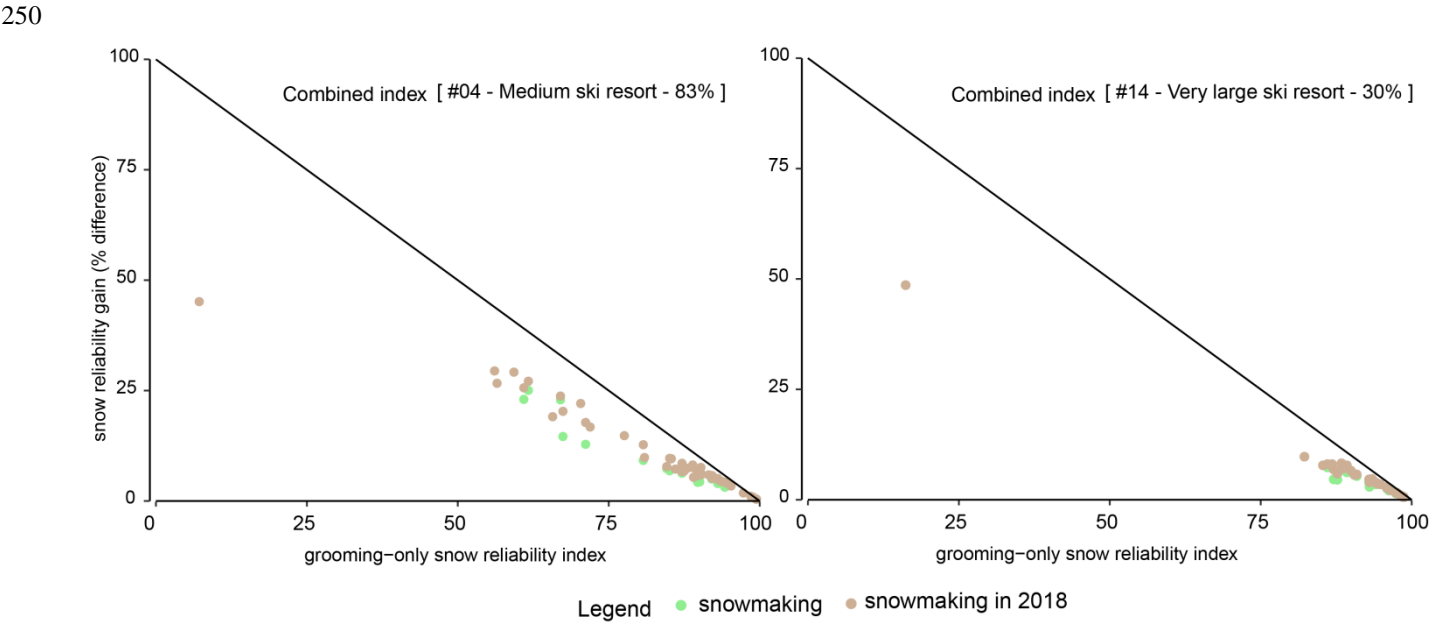 250
Combined index [ #04 - Medium ski resort - 83% ]
100
75
50
25
0
snow reliability gain (% difference)
0 25 50 75 100
grooming−only snow reliability index
Combined index [ #14 - Very large ski resort - 30% ]
100
75
50
25
0
0 25 50 75 100
grooming−only snow reliability index
Legend snowmaking snowmaking in 2018